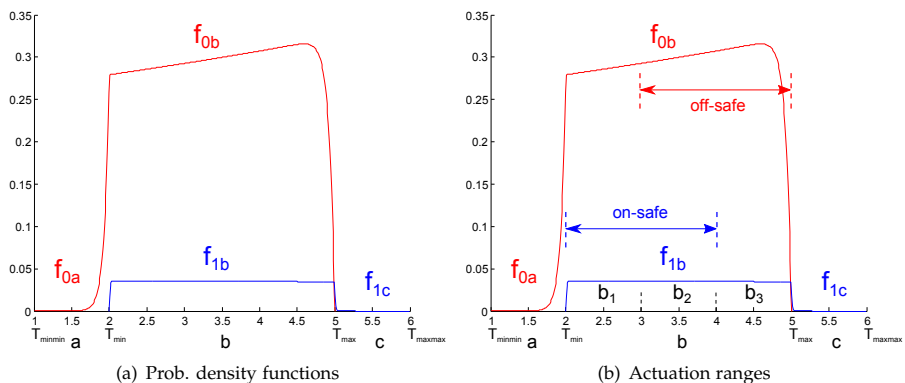 0.35
0.3
0.25
0.2
0.15
0.1
0.05
0
f0b
f0a
f1b
f1c
1 1.5 2 2.5 3 3.5 4 4.5 5 5.5 6
Tminmin a Tmin b Tmax c Tmaxmax
(a) Prob. density functions
0.35
0.3
0.25
0.2
0.15
0.1
0.05
0
f0b
off-safe
on-safe
f0a
f1b
f1c
b1 b2 b3
1 1.5 2 2.5 3 3.5 4 4.5 5 5.5 6
Tminmin a Tmin b Tmax c Tmaxmax
(b) Actuation ranges